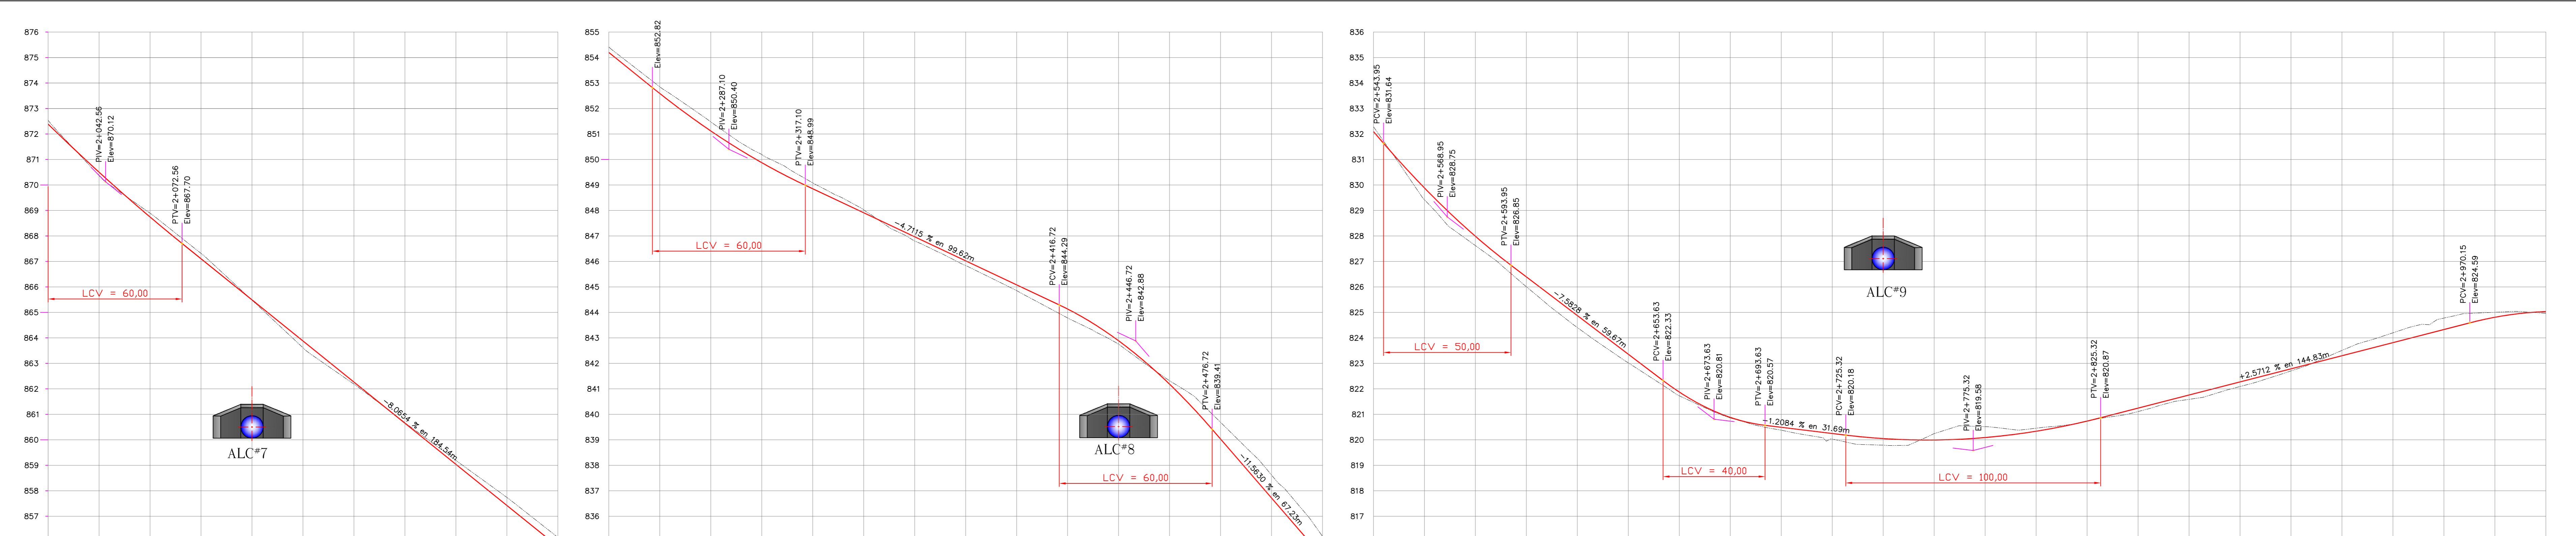 876
875
874
873
872
871
870
869
868
867
866
865
864
863
862
861
860
859
858
857
PIV=2+042.56
Elev=870.12
PTV=2+072.56
Elev=867.70
LCV = 60,00
-8.0654 % en 184.54m
ALC#7
855
854
853
852
851
850
849
848
847
846
845
844
843
842
841
840
839
838
837
836
Elev=852.82
PIV=2+287.10
Elev=850.40
PTV=2+317.10
Elev=848.99
LCV = 60,00
-4.7115 % en 99.62m
PCV=2+416.72
Elev=844.29
PIV=2+446.72
Elev=842.88
PTV=2+476.72
Elev=839.41
LCV = 60,00
-11.5630 % en 67.23m
ALC#8
836
835
834
833
832
831
830
829
828
827
826
825
824
823
822
821
820
819
818
817
PCV=2+543.95
Elev=831.64
PIV=2+568.95
Elev=828.75
PTV=2+593.95
Elev=826.85
LCV = 50,00
-7.5828 % en 59.67m
PCV=2+653.63
Elev=822.33
PIV=2+673.63
Elev=820.81
PTV=2+693.63
Elev=820.57
LCV = 40,00
-1.2084 % en 31.69m
PCV=2+725.32
Elev=820.18
PIV=2+775.32
Elev=819.58
PTV=2+825.32
Elev=820.87
LCV = 100,00
+2.5712 % en 144.83m
PCV=2+970.15
Elev=824.59
ALC#9